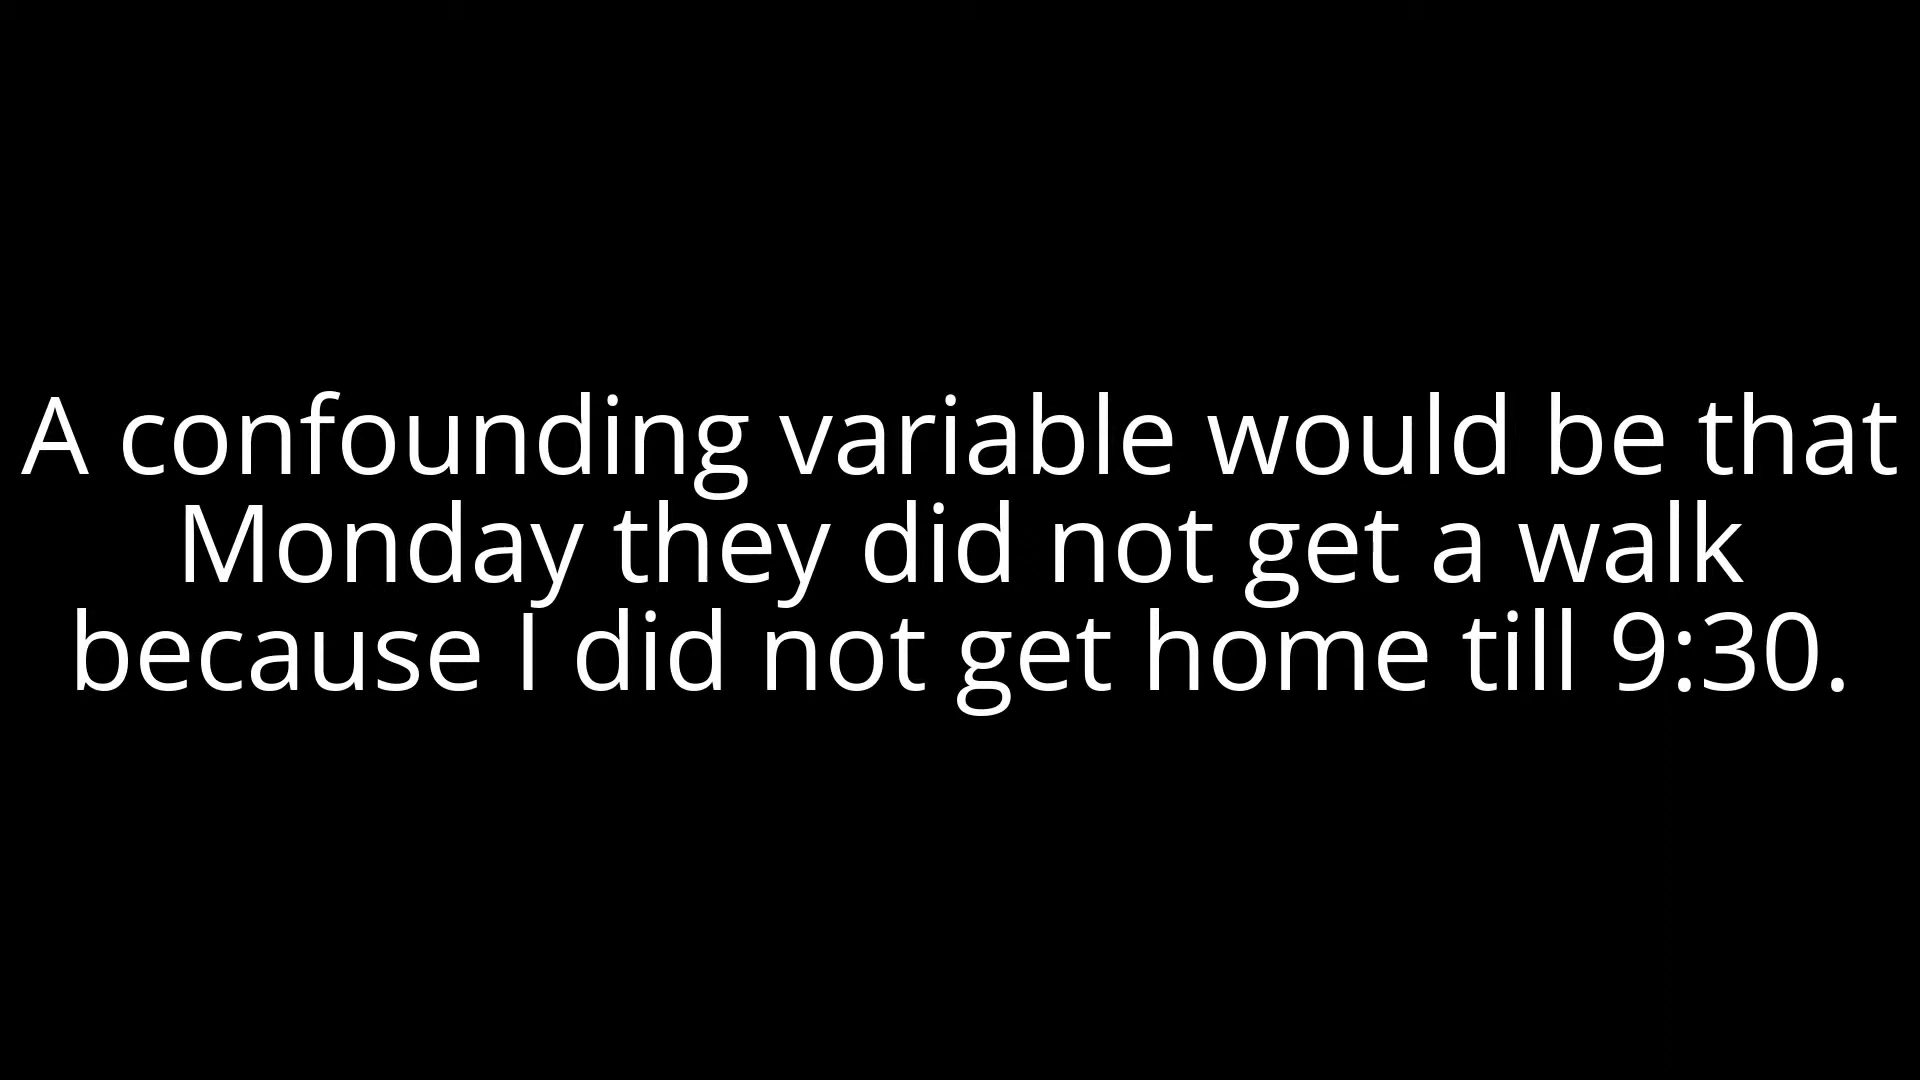 A confounding variable would be that
Monday they did not get a walk
because I did not get home till 9:30.